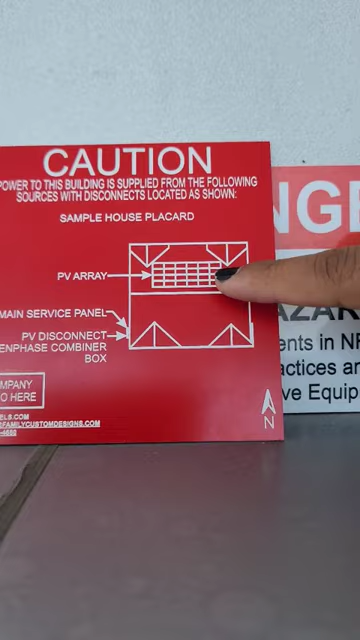 CAUTION
POWER TO THIS BUILDING IS SUPPLIED FROM THE FOLLOWING
SOURCES WITH DISCONNECTS LOCATED AS SHOWN:
SAMPLE HOUSE PLACARD
PV ARRAY
MAIN SERVICE PANEL
PV DISCONNECT
ENPHASE COMBINER
BOX
MPANY
O HERE
ELS.COM
FAMILYCUSTOMDESIGNS.COM
N
NGE
AZAR
ents in NF
actices an
ve Equip